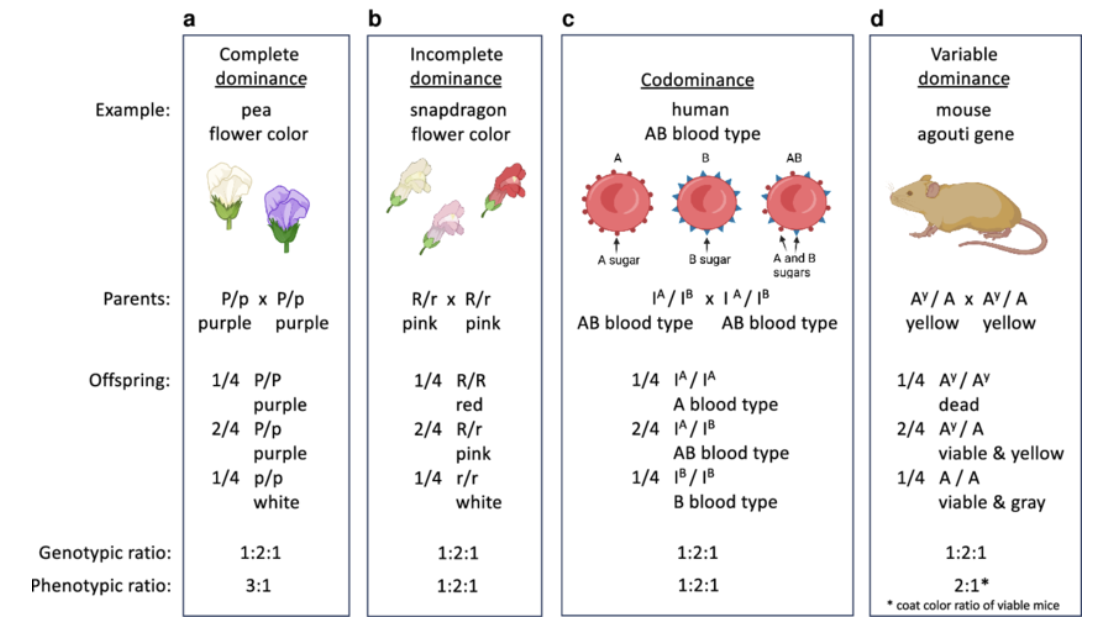 a
Complete
dominance
pea
flower color
b
Incomplete
dominance
snapdragon
flower color
c
Codominance
human
AB blood type
A
B
AB
A sugar
B sugar
A and B
sugars
d
Variable
dominance
mouse
agouti gene
Example:
Parents:
P/p x P/p
purple purple
R/r x R/r
pink pink
Iᴬ/Iᴮ x Iᴬ/Iᴮ
AB blood type AB blood type
Aʸ/A x Aʸ/A
yellow yellow
Offspring:
1/4 P/P
purple
2/4 P/p
purple
1/4 p/p
white
1/4 R/R
red
2/4 R/r
pink
1/4 r/r
white
1/4 Iᴬ/Iᴬ
A blood type
2/4 Iᴬ/Iᴮ
AB blood type
1/4 Iᴮ/Iᴮ
B blood type
1/4 Aʸ/Aʸ
dead
2/4 Aʸ/A
viable & yellow
1/4 A/A
viable & gray
Genotypic ratio: 1:2:1 1:2:1 1:2:1 1:2:1
Phenotypic ratio: 3:1 1:2:1 1:2:1 2:1*
* coat color ratio of viable mice